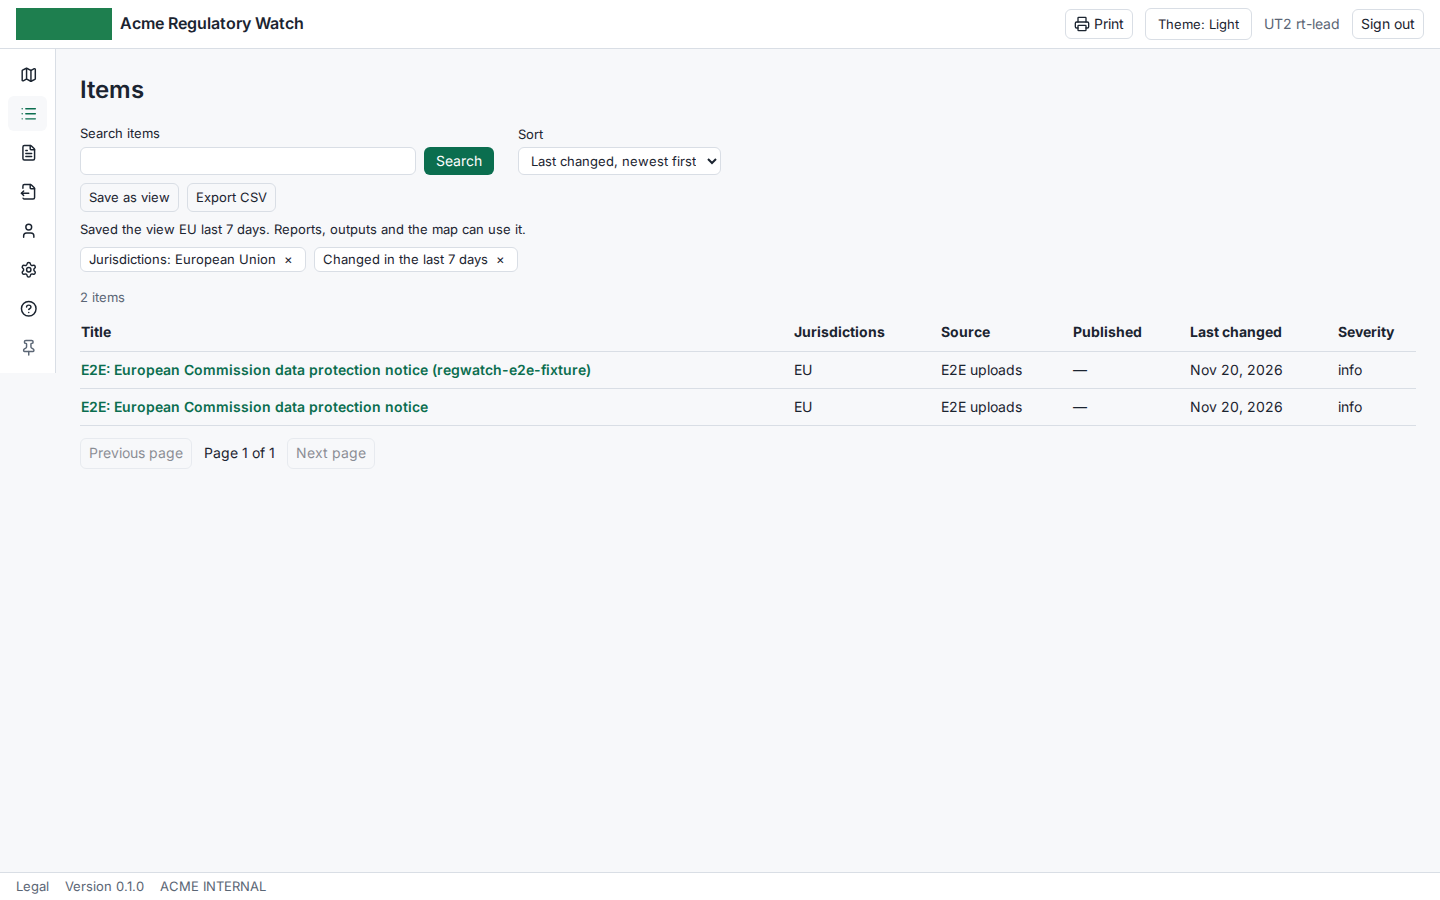 Acme Regulatory Watch
Print
Theme: Light
UT2 rt-lead
Sign out
Items
Search items
Sort
Search
Last changed, newest first
Save as view
Export CSV
Saved the view EU last 7 days. Reports, outputs and the map can use it.
Jurisdictions: European Union ×
Changed in the last 7 days ×
2 items
Title Jurisdictions Source Published Last changed Severity
E2E: European Commission data protection notice (regwatch-e2e-fixture) EU E2E uploads — Nov 20, 2026 info
E2E: European Commission data protection notice EU E2E uploads — Nov 20, 2026 info
Previous page Page 1 of 1 Next page
Legal Version 0.1.0 ACME INTERNAL